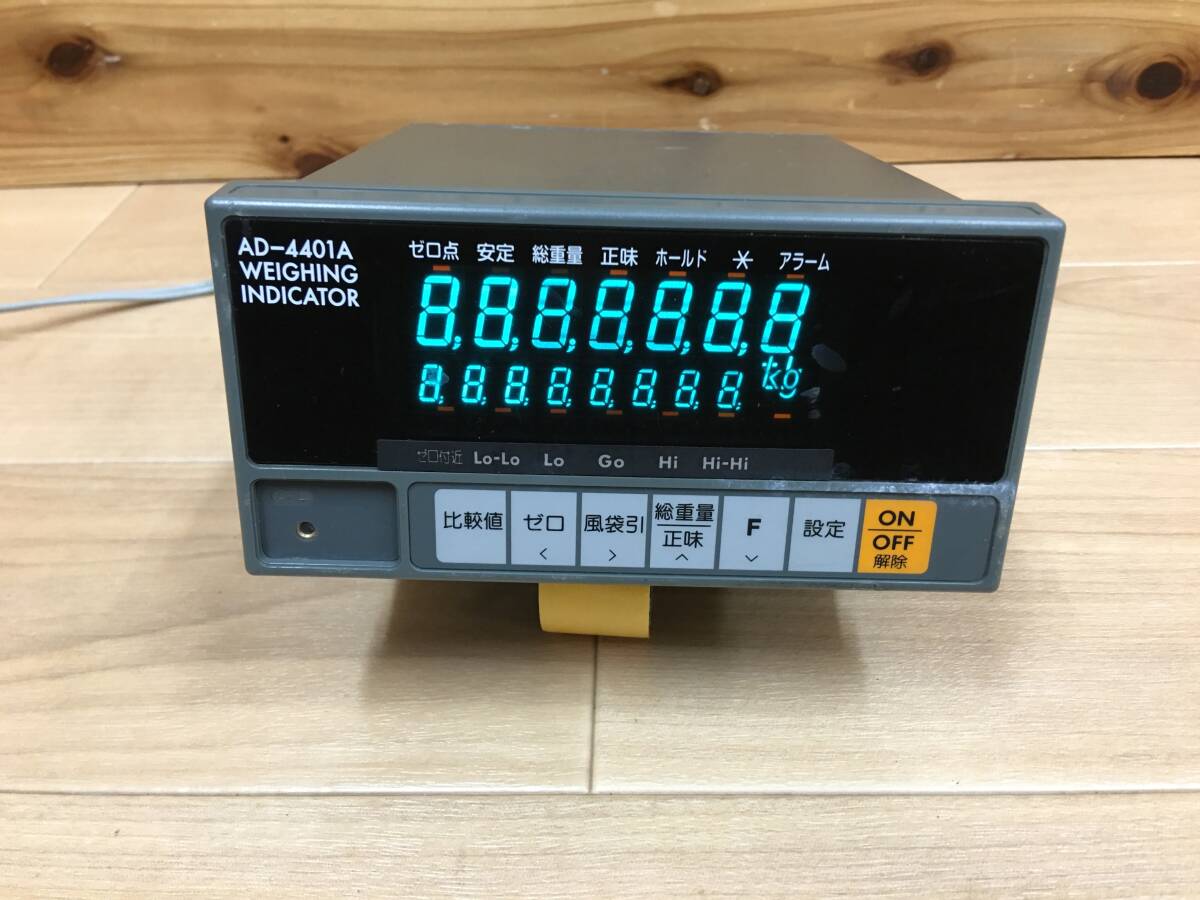 AD-4401A
WEIGHING
INDICATOR
ゼロ点 安定 総重量 正味 ホールド * アラーム
8,8,8,8,8,8,8
8,8,8,8,8,8,8,8, kg
ゼロ付近 Lo-Lo Lo Go Hi Hi-Hi
比較値
ゼロ
<
風袋引
>
総重量
正味
^
F
⌄
設定
ON
OFF
解除